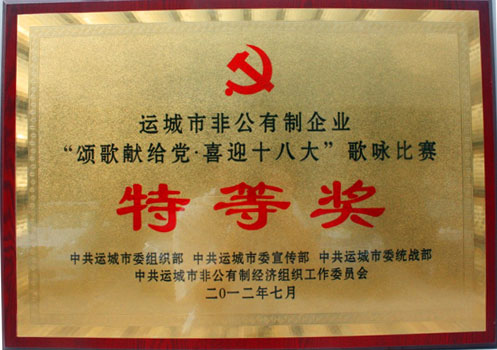 运城市非公有制企业
“颂歌献给党·喜迎十八大”歌咏比赛
特等奖
中共运城市委组织部 中共运城市委宣传部 中共运城市委统战部
中共运城市非公有制经济组织工作委员会
二〇一二年七月